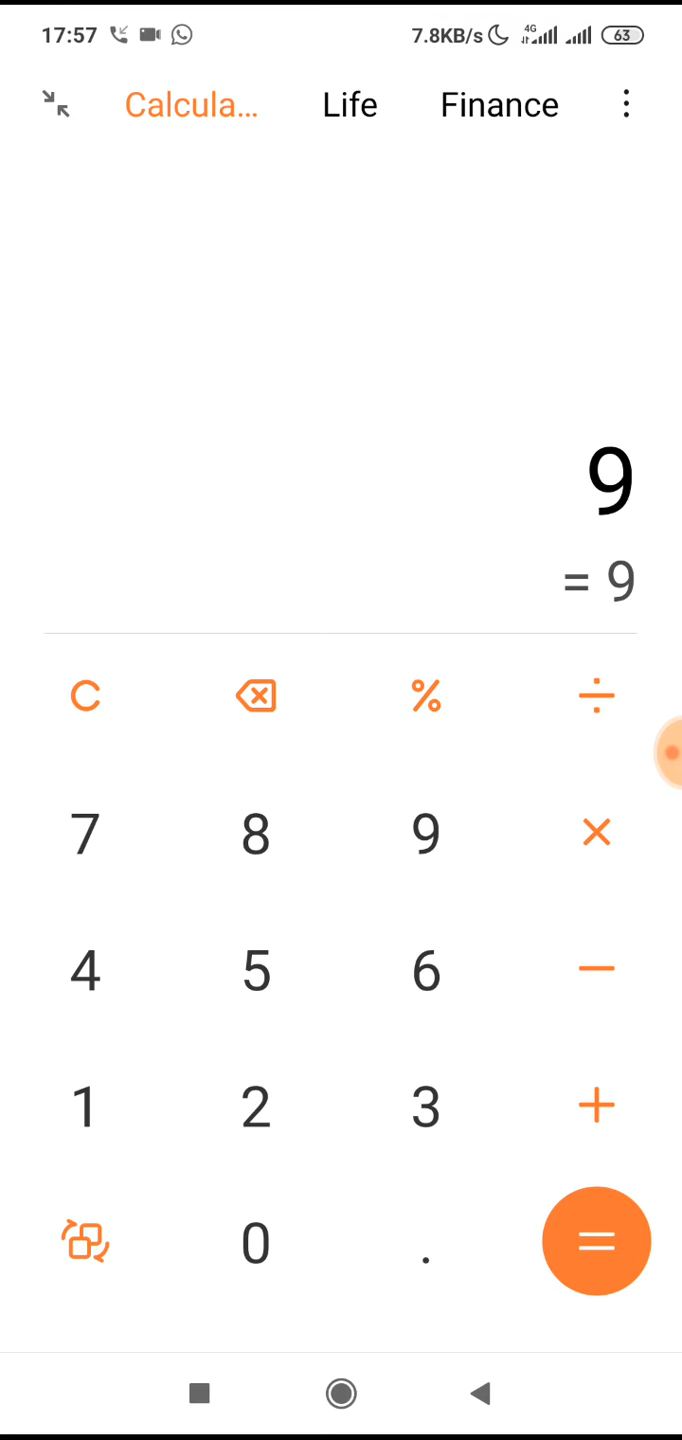 17:57 7.8KB/s 4G 63
Calcula... Life Finance
9
= 9
C % ÷
7 8 9 ×
4 5 6 −
1 2 3 +
0 . =